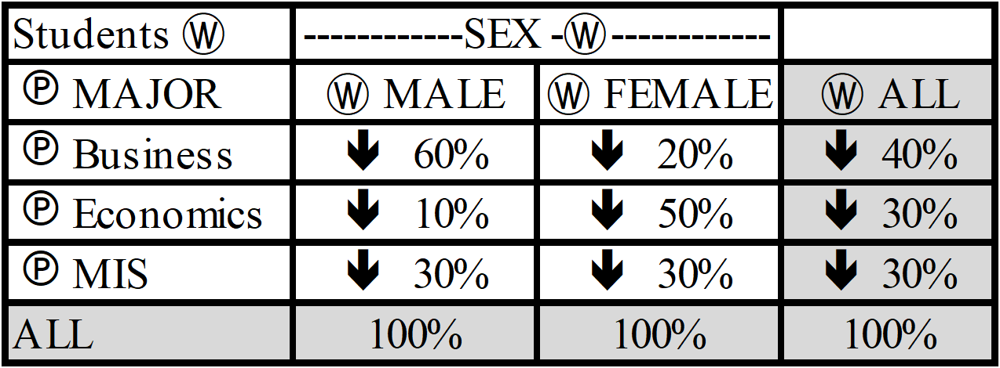 Students Ⓦ ------------SEX -Ⓦ------------
Ⓟ MAJOR Ⓦ MALE Ⓦ FEMALE Ⓦ ALL
Ⓟ Business 🡇 60% 🡇 20% 🡇 40%
Ⓟ Economics 🡇 10% 🡇 50% 🡇 30%
Ⓟ MIS 🡇 30% 🡇 30% 🡇 30%
ALL 100% 100% 100%